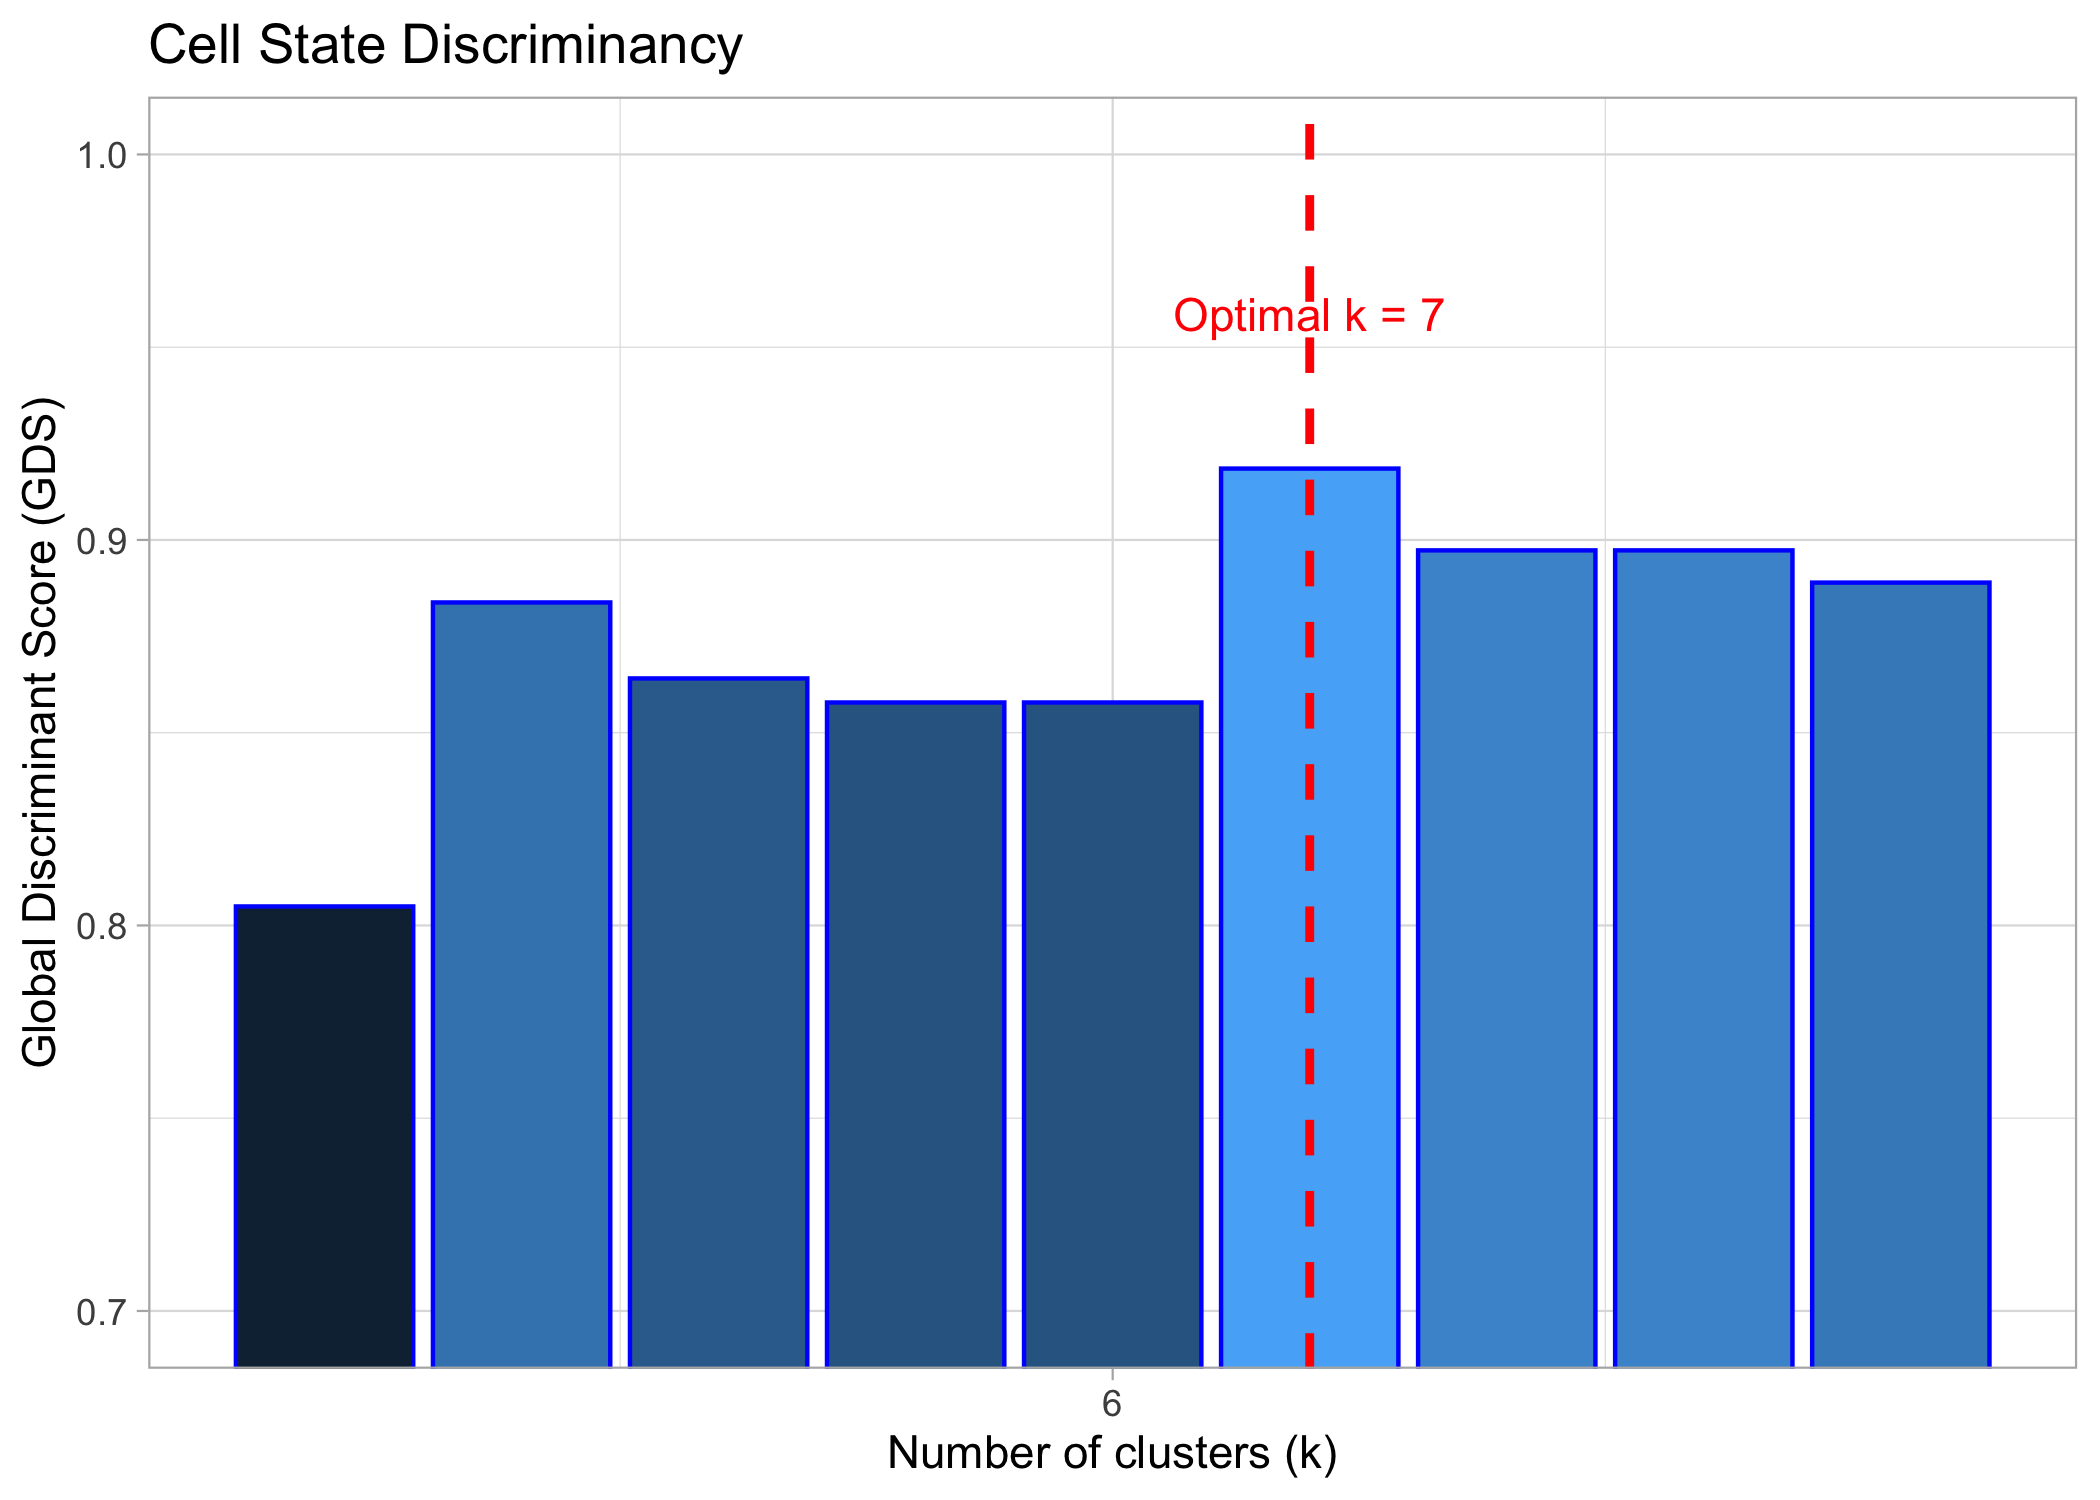 Cell State Discriminancy
Global Discriminant Score (GDS)
1.0
0.9
0.8
0.7
Optimal k = 7
6
Number of clusters (k)